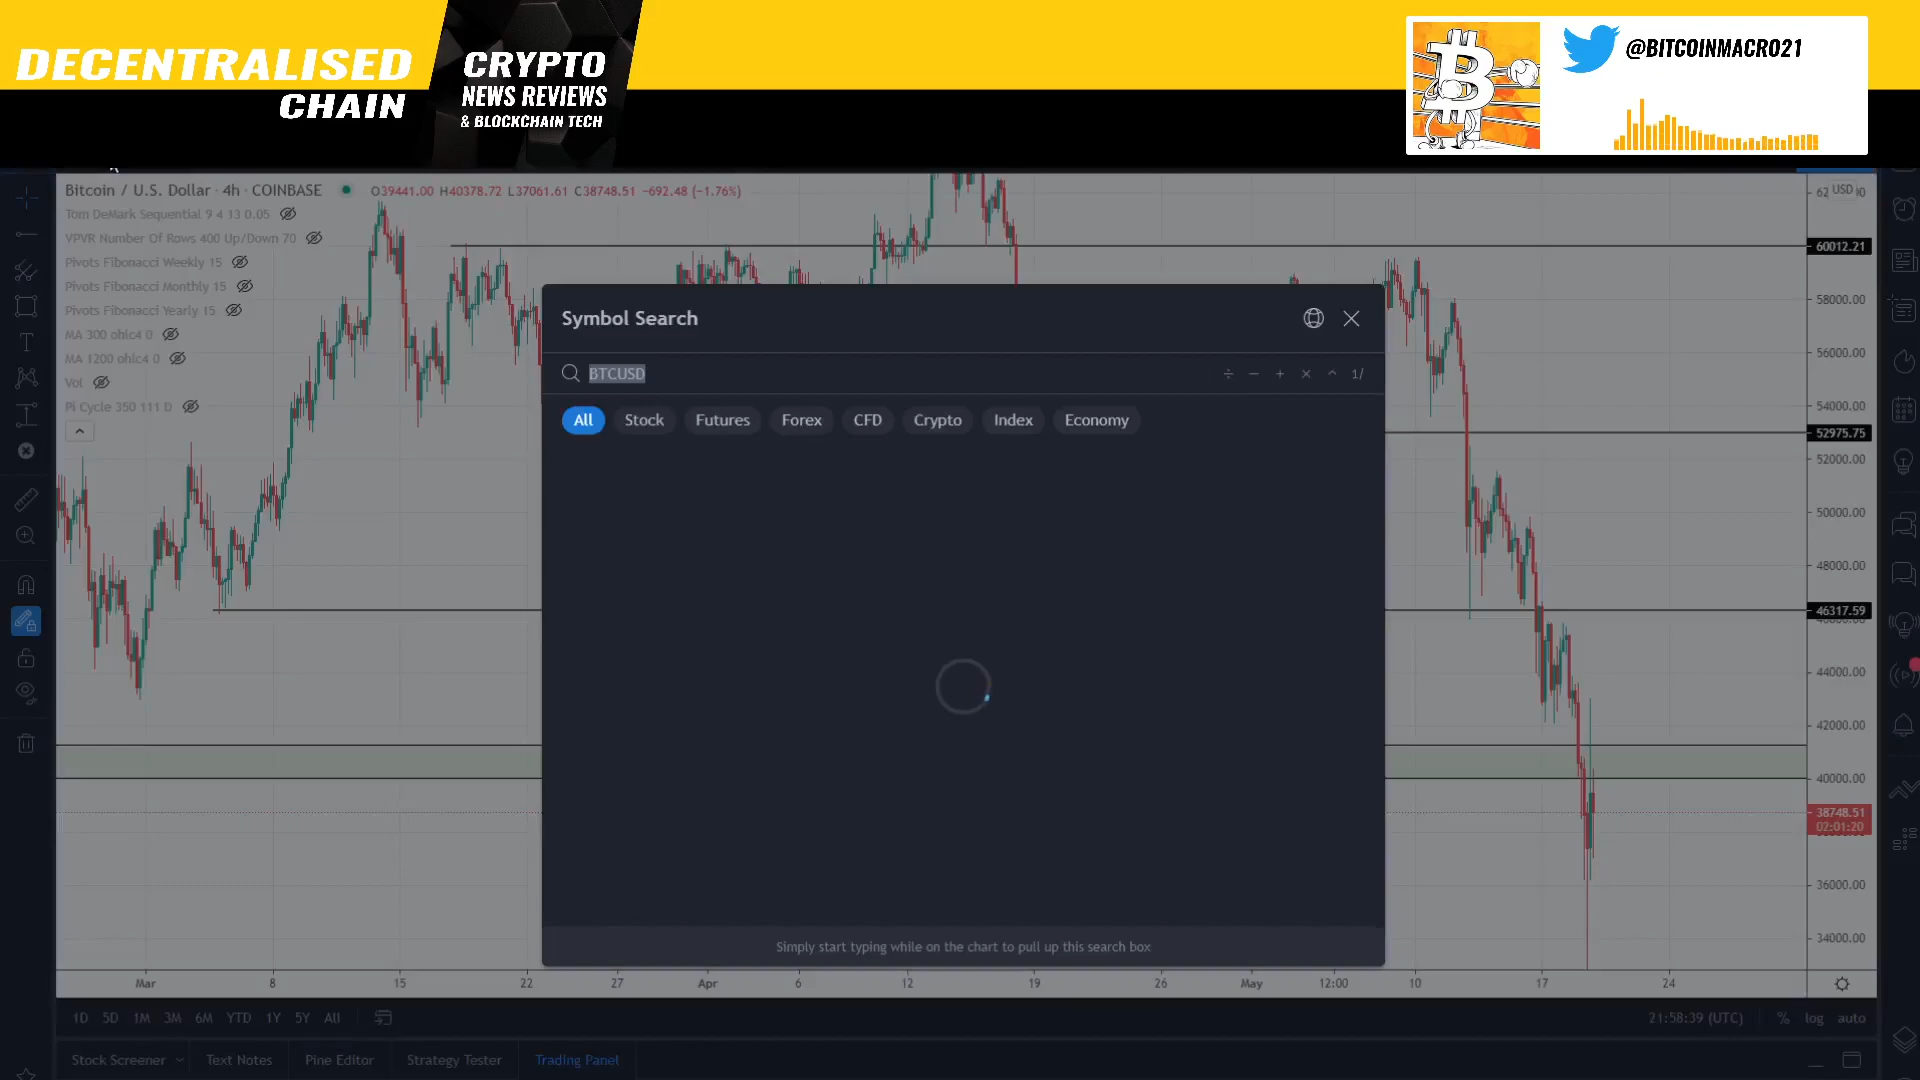 DECENTRALISED
CHAIN
CRYPTO
NEWS REVIEWS
& BLOCKCHAIN TECH
@BITCOINMACRO21
Bitcoin / U.S. Dollar · 4h · COINBASE
O39441.00 H40378.72 L37061.61 C38748.51 −692.48 (−1.76%)
Tom DeMark Sequential 9 4 13 0.05
VPVR Number Of Rows 400 Up/Down 70
Pivots Fibonacci Weekly 15
Pivots Fibonacci Monthly 15
Pivots Fibonacci Yearly 15
MA 300 ohlc4 0
MA 1200 ohlc4 0
Vol
Pi Cycle 350 111 D
Symbol Search
BTCUSD
÷ − + × ^ 1/
All Stock Futures Forex CFD Crypto Index Economy
Simply start typing while on the chart to pull up this search box
USD
60012.21
58000.00
56000.00
54000.00
52975.75
52000.00
50000.00
48000.00
46317.59
44000.00
42000.00
40000.00
38748.51
02:01:20
36000.00
34000.00
Mar 8 15 22 27 Apr 6 12 19 26 May 12:00 10 17 24
1D 5D 1M 3M 6M YTD 1Y 5Y All
21:58:39 (UTC) % log auto
Stock Screener Text Notes Pine Editor Strategy Tester Trading Panel